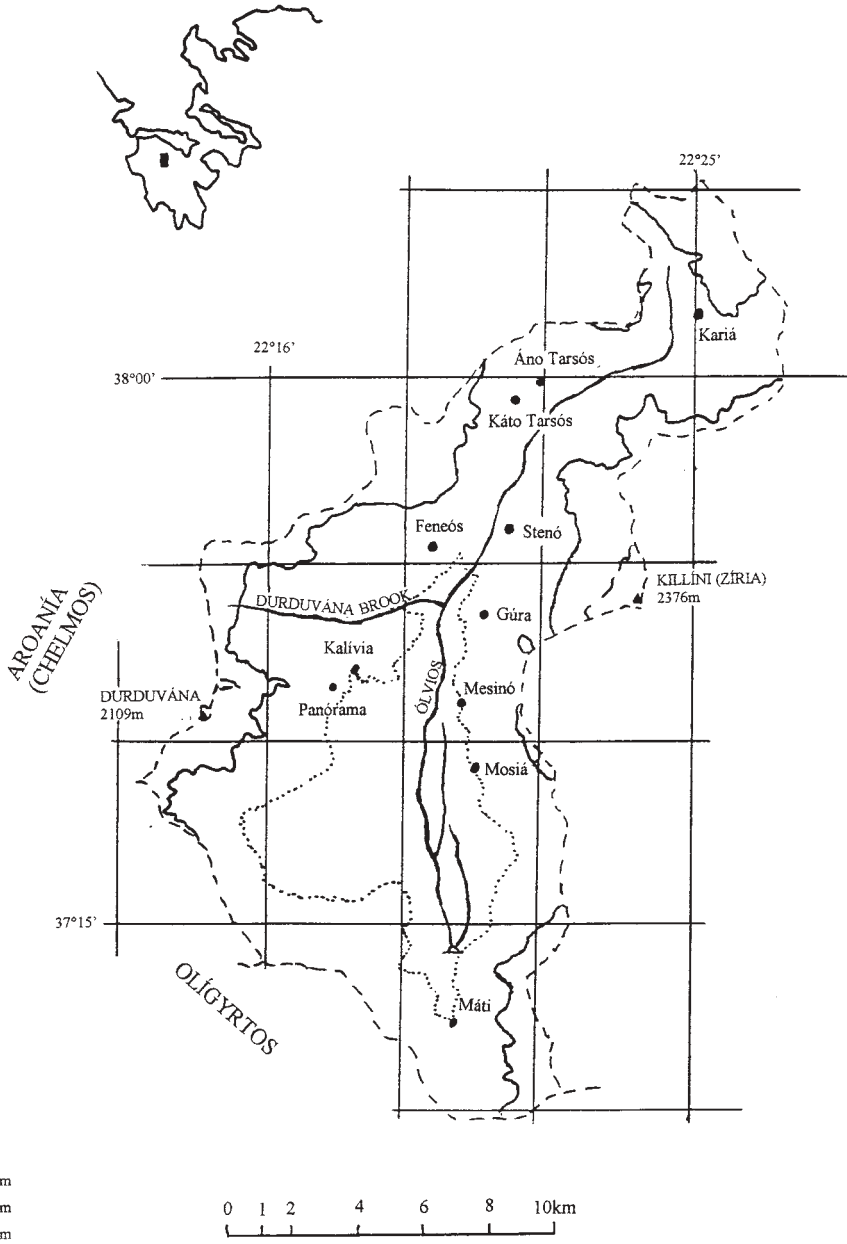 22°25'
Kariá
22°16'
Áno Tarsós
38°00'
Káto Tarsós
Feneós
Stenó
KILLÍNI (ZÍRIA)
2376m
DURDUVÁNA BROOK
Gúra
AROANÍA
(CHELMOS)
Kalívia
ÓLVIOS
DURDUVÁNA
2109m
Panórama
Mesinó
Mosiá
37°15'
OLÍGYRTOS
Máti
m
m
m
0 1 2 4 6 8 10km